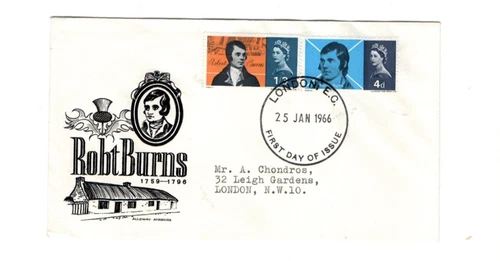 1/3
4d
LONDON, E.C.
25 JAN 1966
FIRST DAY OF ISSUE
Robt Burns
1759—1796
Mr. A. Chondros,
32 Leigh Gardens,
LONDON, N.W.10.